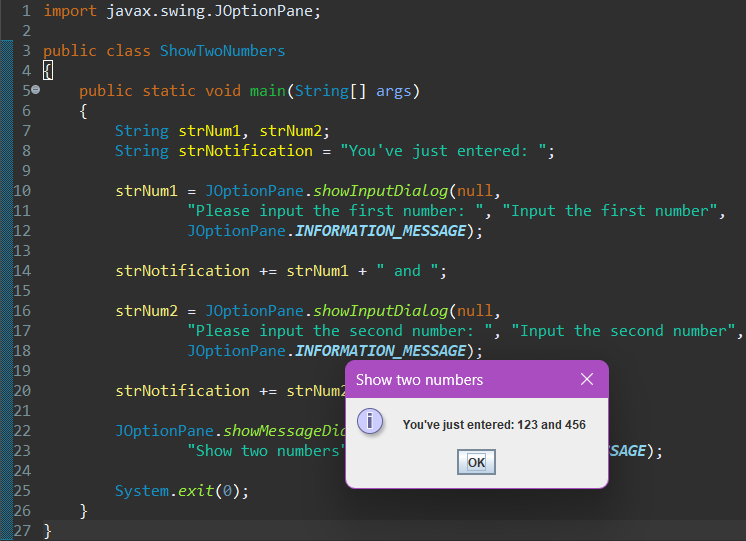 1 import javax.swing.JOptionPane;
2
3 public class ShowTwoNumbers
4 {
5 public static void main(String[] args)
6 {
7 String strNum1, strNum2;
8 String strNotification = "You've just entered: ";
9
10 strNum1 = JOptionPane.showInputDialog(null,
11 "Please input the first number: ", "Input the first number",
12 JOptionPane.INFORMATION_MESSAGE);
13
14 strNotification += strNum1 + " and ";
15
16 strNum2 = JOptionPane.showInputDialog(null,
17 "Please input the second number: ", "Input the second number",
18 JOptionPane.INFORMATION_MESSAGE);
19
20 strNotification += strNum2
21
22 JOptionPane.showMessageDi
23 "Show two numbers" SAGE);
24
25 System.exit(0);
26 }
27 }
Show two numbers
You've just entered: 123 and 456
OK